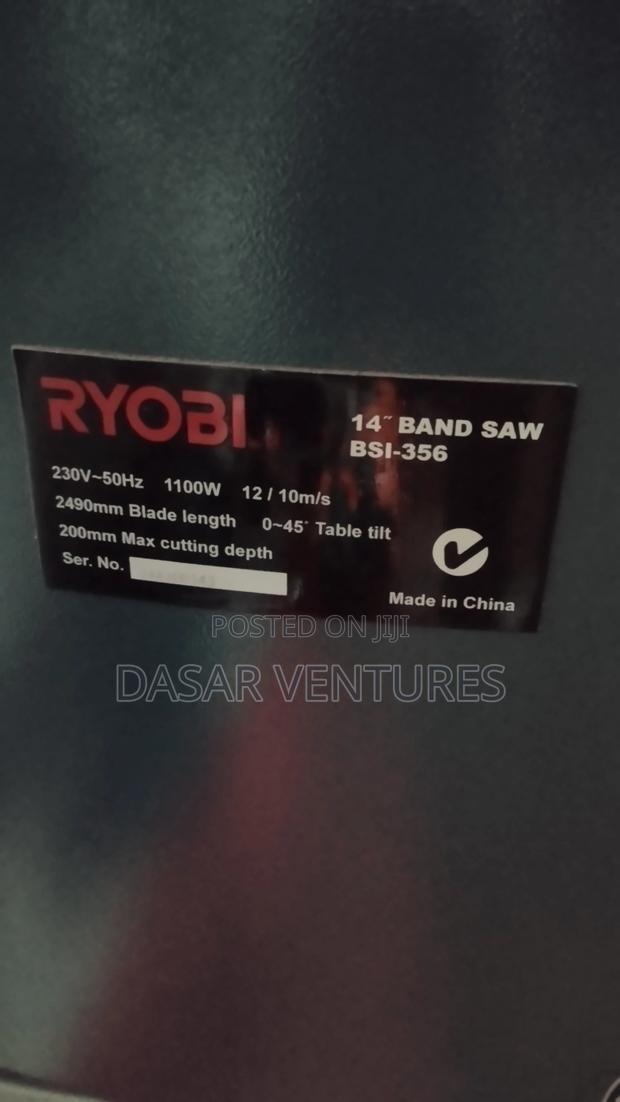 RYOBI
14″ BAND SAW
BSI-356
230V~50Hz 1100W 12 / 10m/s
2490mm Blade length 0~45° Table tilt
200mm Max cutting depth
Ser. No.
Made in China
POSTED ON JIJI
DASAR VENTURES